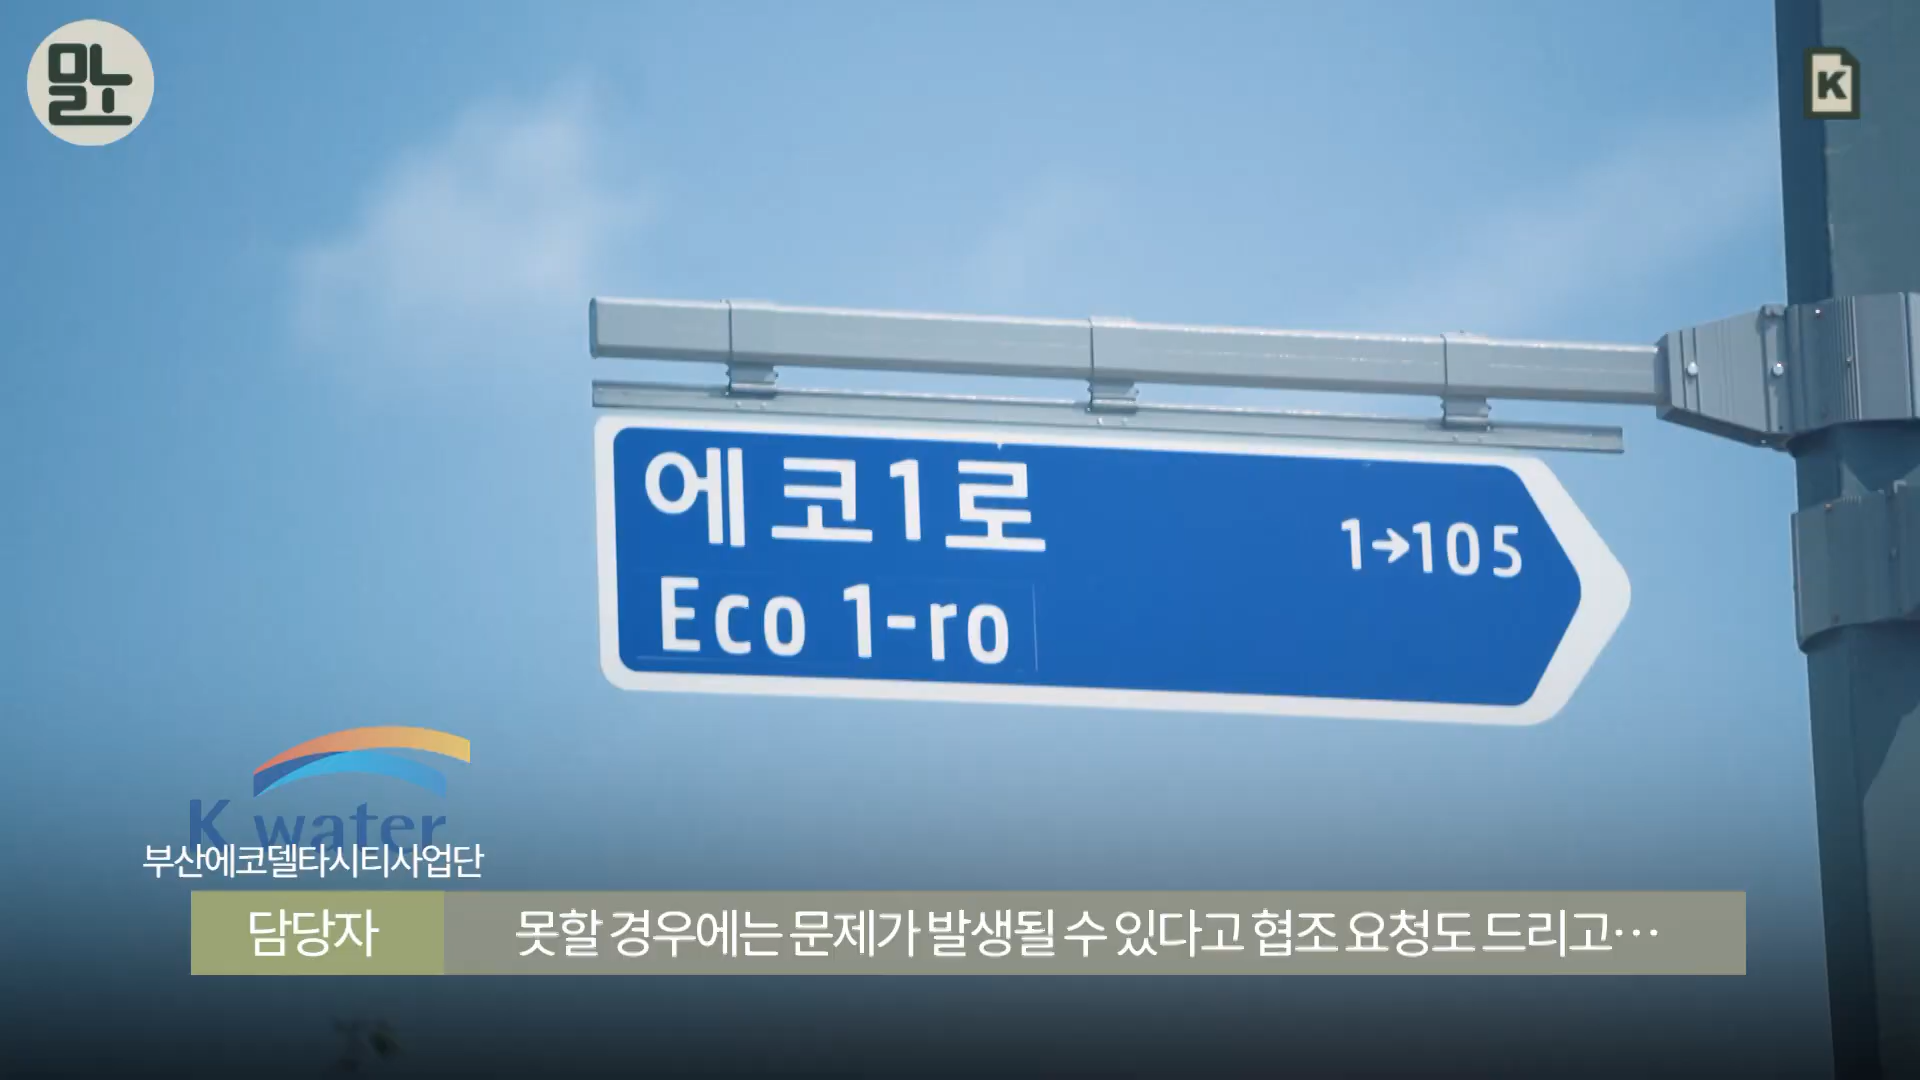 K
에코1로
1→105
Eco 1-ro
K water
부산에코델타시티사업단
담당자
못할 경우에는 문제가 발생될 수 있다고 협조 요청도 드리고…